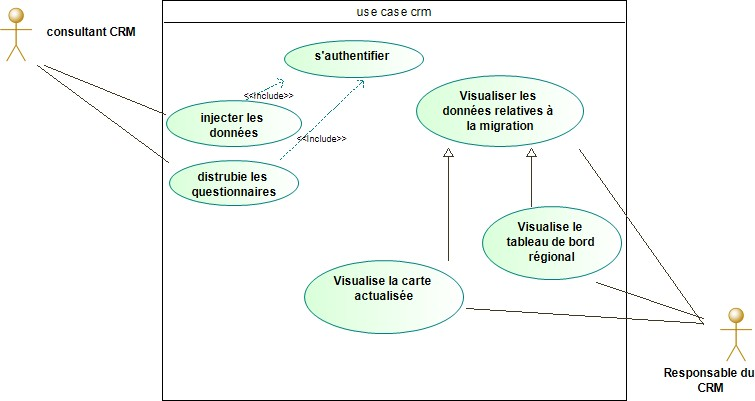 use case crm
consultant CRM
s'authentifier
<<Include>>
Visualiser les
données relatives à
la migration
injecter les
données
<<Include>>
distrubie les
questionnaires
Visualise le
tableau de bord
régional
Visualise la carte
actualisée
Responsable du
CRM